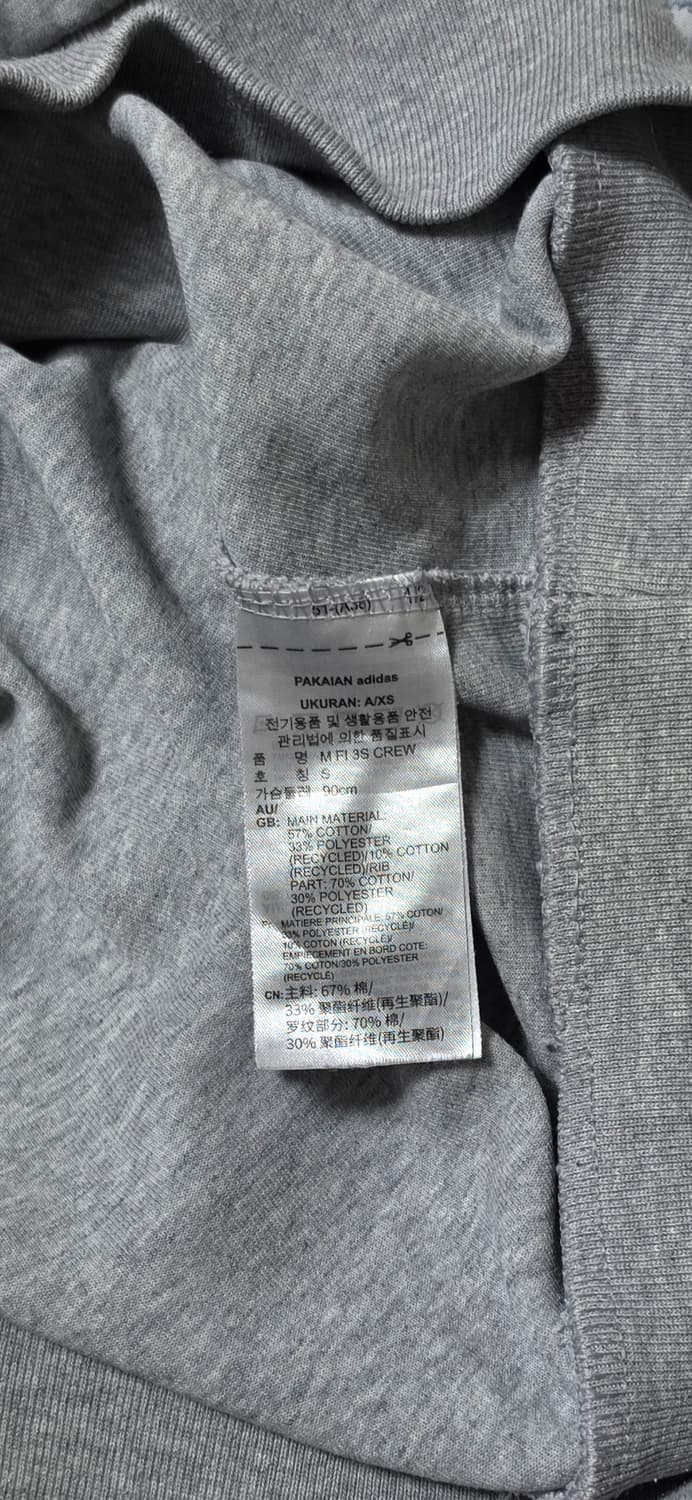 51-(A36) 1/2
PAKAIAN adidas
UKURAN: A/XS
전기용품 및 생활용품 안전
관리법에 의한 품질표시
품 명 M FI 3S CREW
호 칭 S
가슴둘레 90cm
AU/
GB: MAIN MATERIAL:
57% COTTON/
33% POLYESTER
(RECYCLED)/10% COTTON
(RECYCLED)/RIB
PART: 70% COTTON/
30% POLYESTER
(RECYCLED)
MATIERE PRINCIPALE: 57% COTON/
33% POLYESTER (RECYCLÉ)/
10% COTON (RECYCLÉ)/
EMPIECEMENT EN BORD COTE:
70% COTON/30% POLYESTER
(RECYCLÉ)
CN: 主料: 67% 棉/
33% 聚酯纤维(再生聚酯)/
罗纹部分: 70% 棉/
30% 聚酯纤维(再生聚酯)